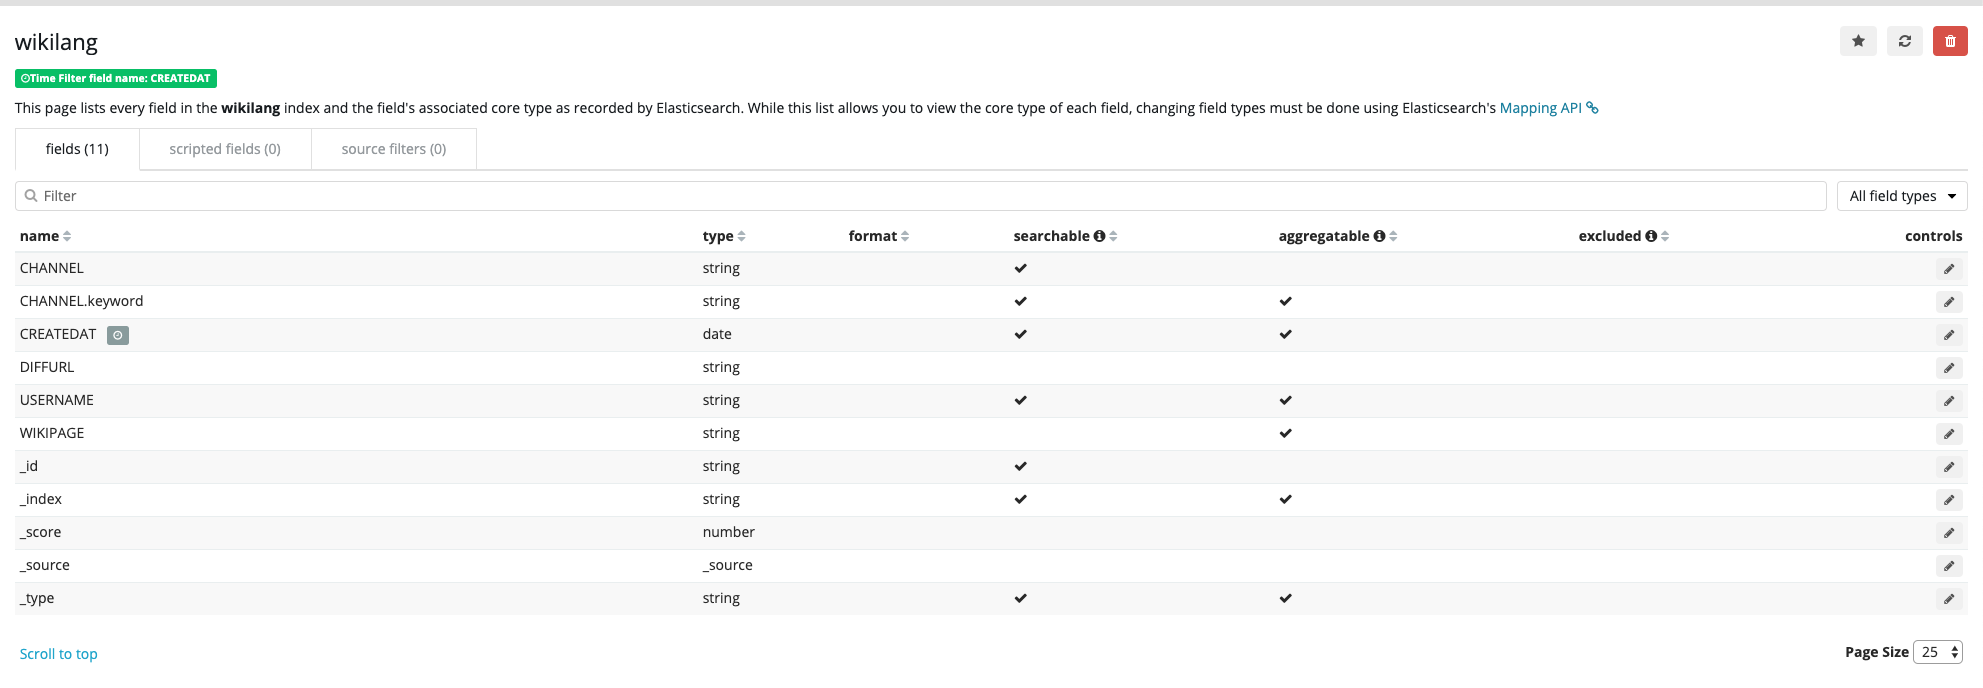 wikilang
Time Filter field name: CREATEDAT
This page lists every field in the wikilang index and the field's associated core type as recorded by Elasticsearch. While this list allows you to view the core type of each field, changing field types must be done using Elasticsearch's Mapping API
fields (11) scripted fields (0) source filters (0)
Filter All field types
name type format searchable aggregatable excluded controls
CHANNEL string
CHANNEL.keyword string
CREATEDAT date
DIFFURL string
USERNAME string
WIKIPAGE string
_id string
_index string
_score number
_source _source
_type string
Scroll to top Page Size 25